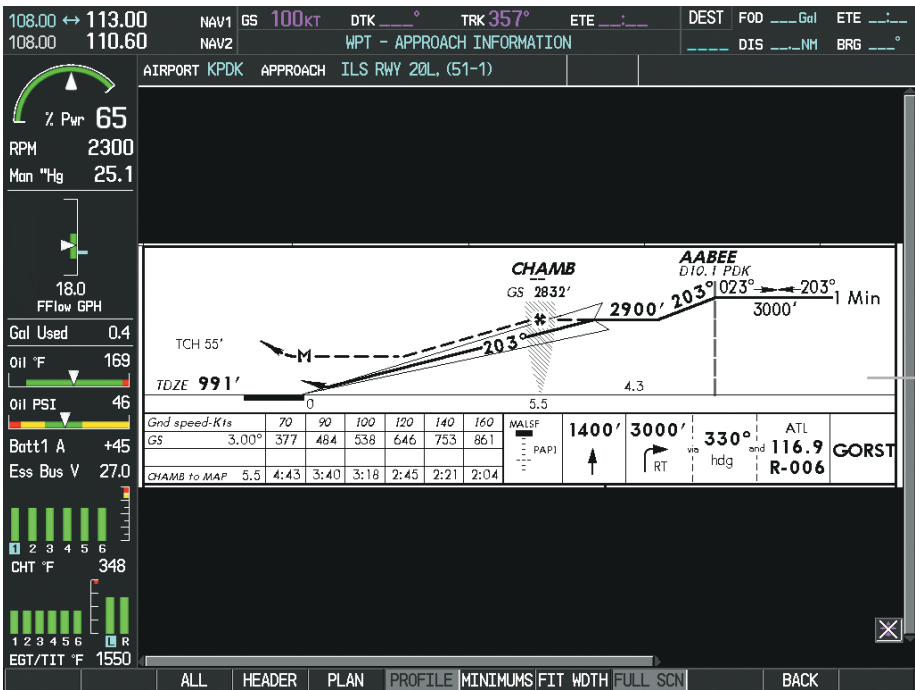 108.00 ↔ 113.00 NAV1 GS 100KT DTK ___° TRK 357° ETE __:__ DEST FOD ___Gal ETE __:__
108.00 110.60 NAV2 WPT - APPROACH INFORMATION ____ DIS __._NM BRG ___°
AIRPORT KPDK APPROACH ILS RWY 20L, (51-1)
% Pwr 65
RPM 2300
Man "Hg 25.1
18.0
FFlow GPH
Gal Used 0.4
Oil °F 169
Oil PSI 46
Batt1 A +45
Ess Bus V 27.0
1 2 3 4 5 6
CHT °F 348
1 2 3 4 5 6 L R
EGT/TIT °F 1550
CHAMB
GS 2832'
AABEE
D10.1 PDK
023° 203°
1 Min
3000'
203°
2900'
203°
TCH 55'
M
TDZE 991'
4.3
0 5.5
Gnd speed-Kts 70 90 100 120 140 160
GS 3.00° 377 484 538 646 753 861
CHAMB to MAP 5.5 4:43 3:40 3:18 2:45 2:21 2:04
MALSF
PAPI
1400'
3000'
RT
via 330° hdg
and ATL 116.9 R-006
GORST
ALL HEADER PLAN PROFILE MINIMUMS FIT WDTH FULL SCN BACK